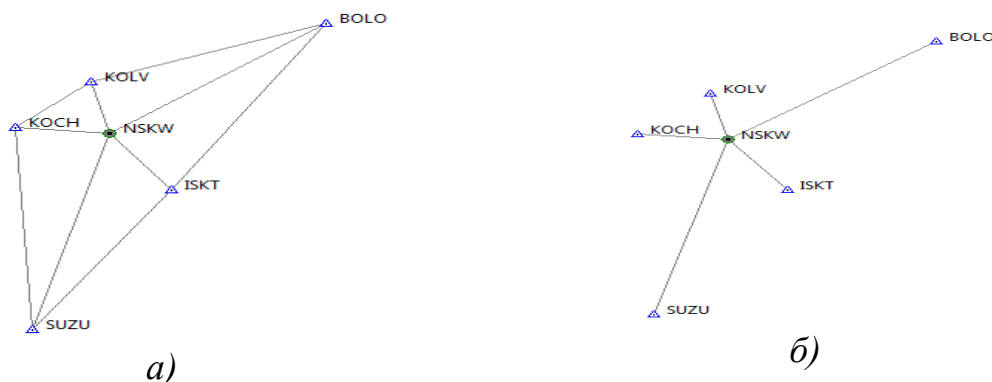 BOLO
KOLV
KOCH
NSKW
ISKT
SUZU
а)
BOLO
KOLV
KOCH
NSKW
ISKT
SUZU
б)